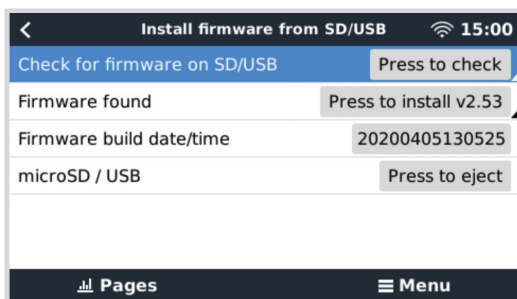 Install firmware from SD/USB 15:00
Check for firmware on SD/USB Press to check
Firmware found Press to install v2.53
Firmware build date/time 20200405130525
microSD / USB Press to eject
Pages Menu